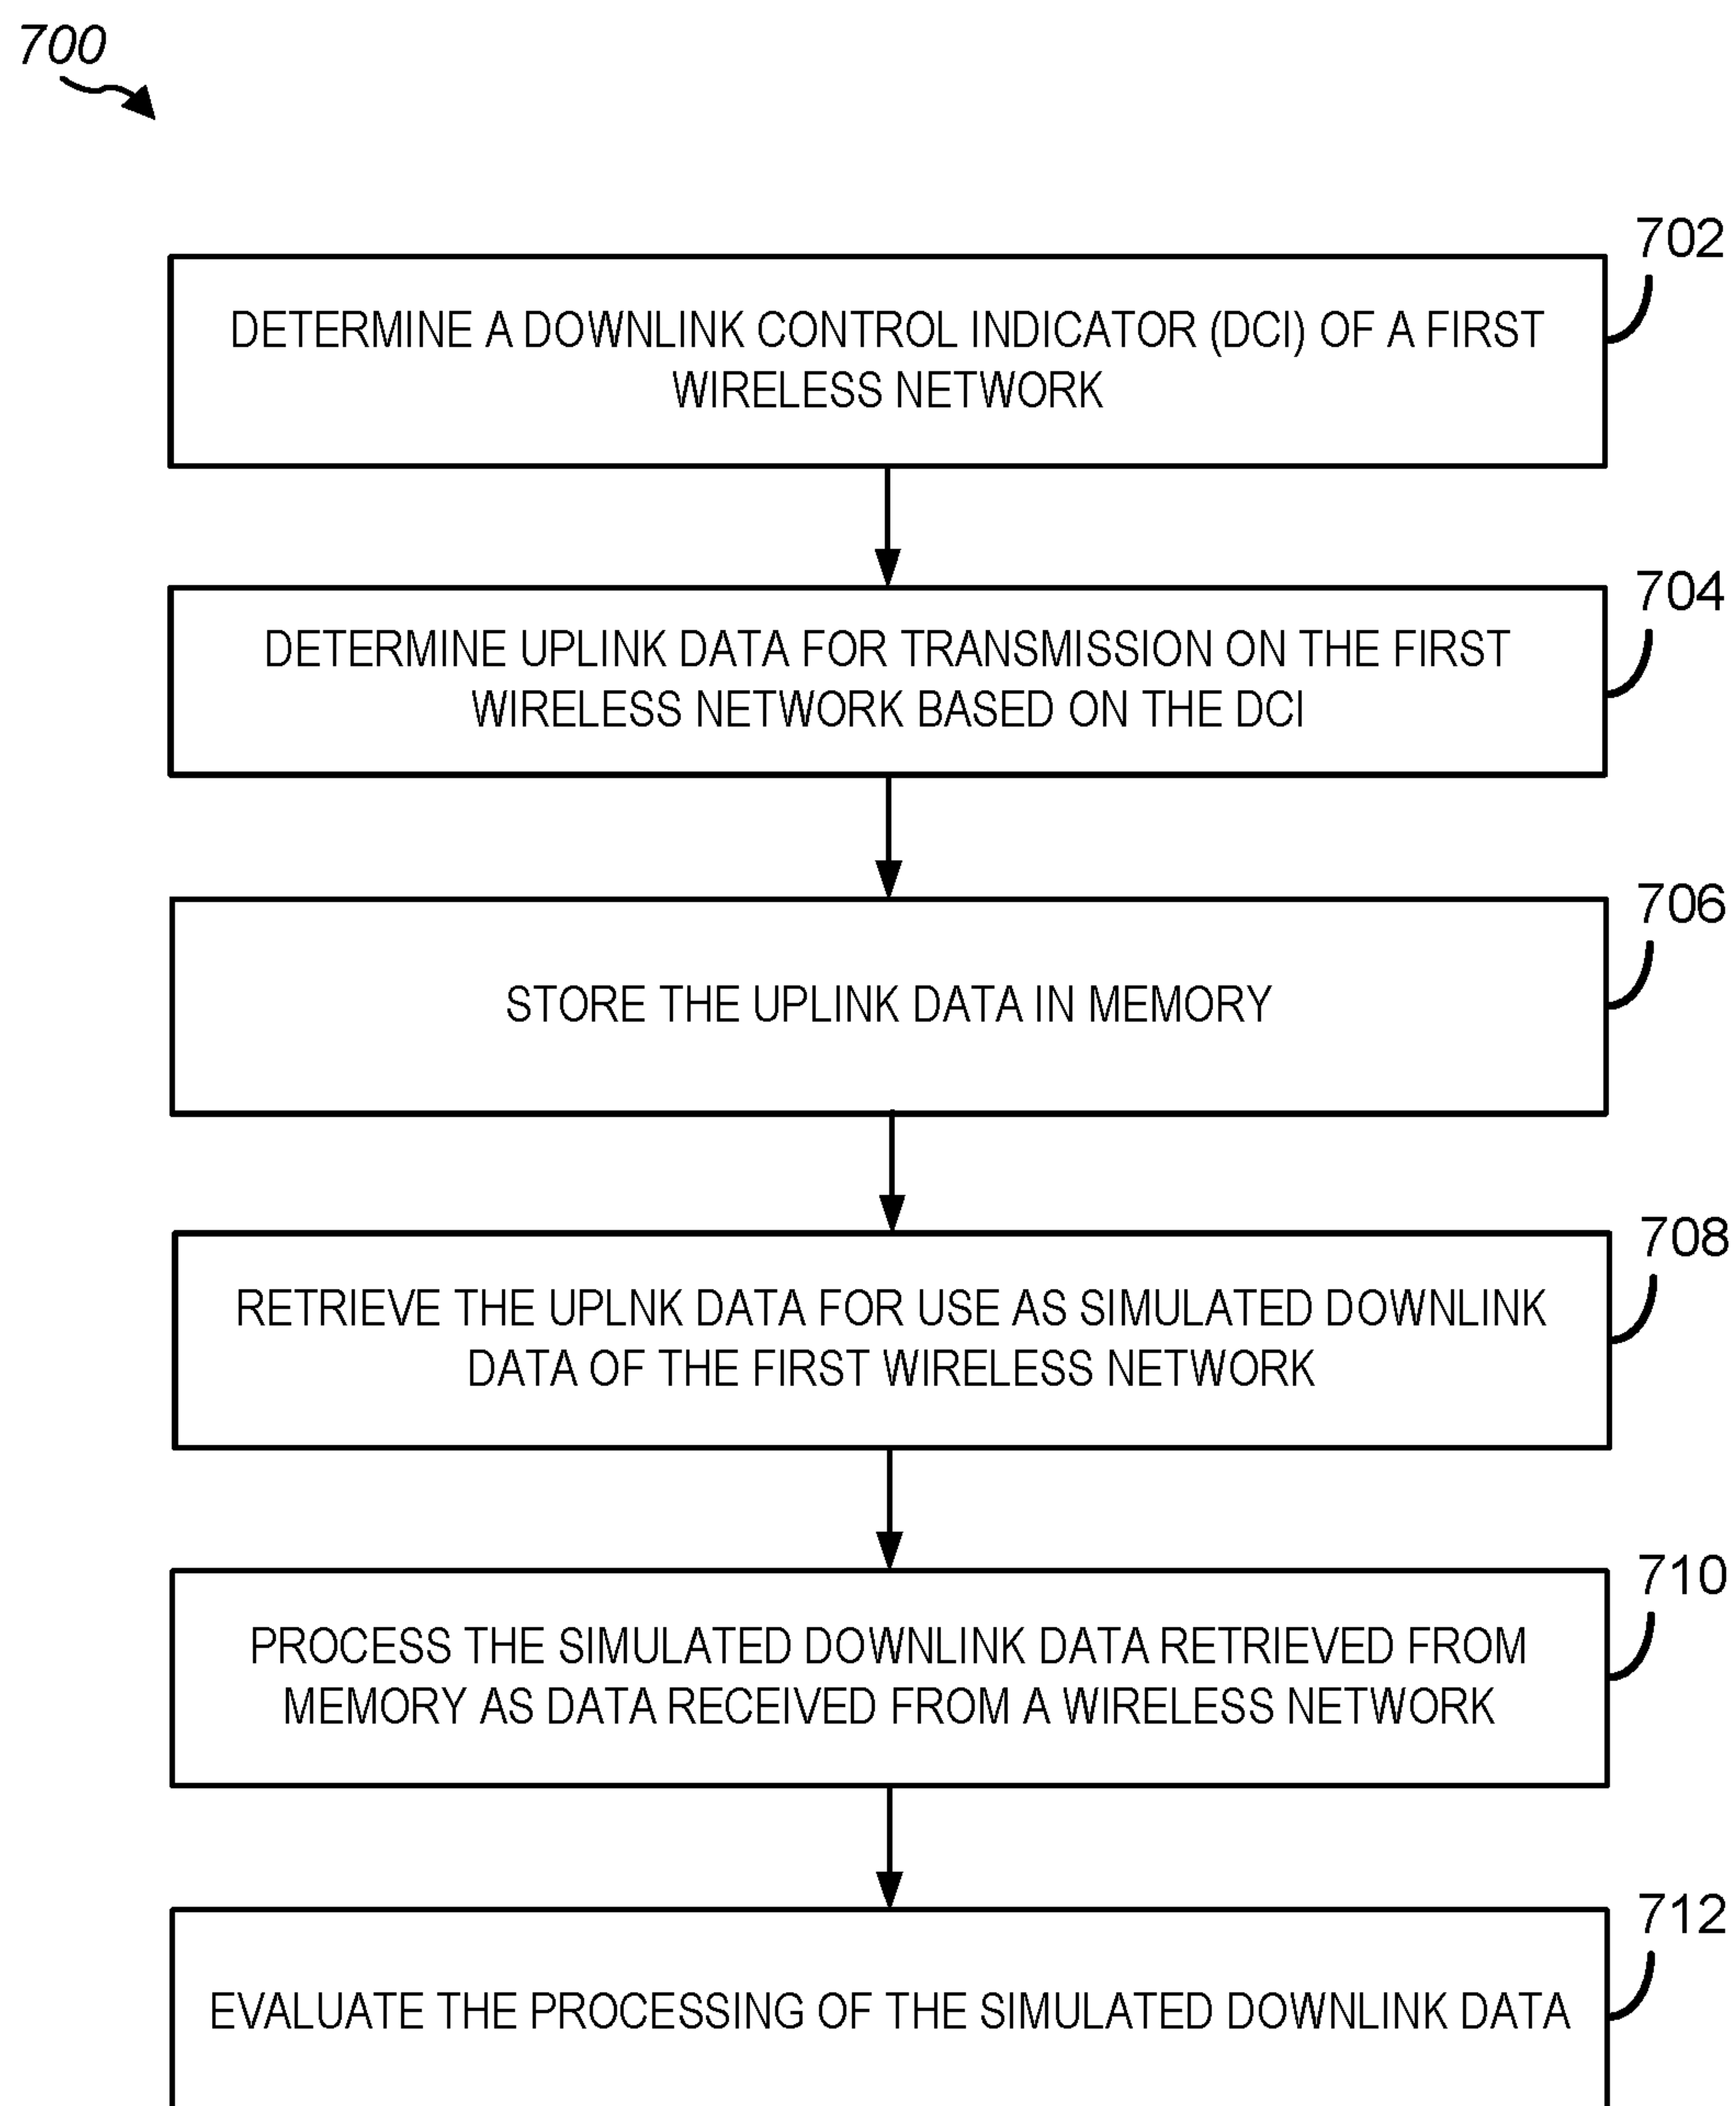 700
702
DETERMINE A DOWNLINK CONTROL INDICATOR (DCI) OF A FIRST
WIRELESS NETWORK
704
DETERMINE UPLINK DATA FOR TRANSMISSION ON THE FIRST
WIRELESS NETWORK BASED ON THE DCI
706
STORE THE UPLINK DATA IN MEMORY
708
RETRIEVE THE UPLNK DATA FOR USE AS SIMULATED DOWNLINK
DATA OF THE FIRST WIRELESS NETWORK
710
PROCESS THE SIMULATED DOWNLINK DATA RETRIEVED FROM
MEMORY AS DATA RECEIVED FROM A WIRELESS NETWORK
712
EVALUATE THE PROCESSING OF THE SIMULATED DOWNLINK DATA